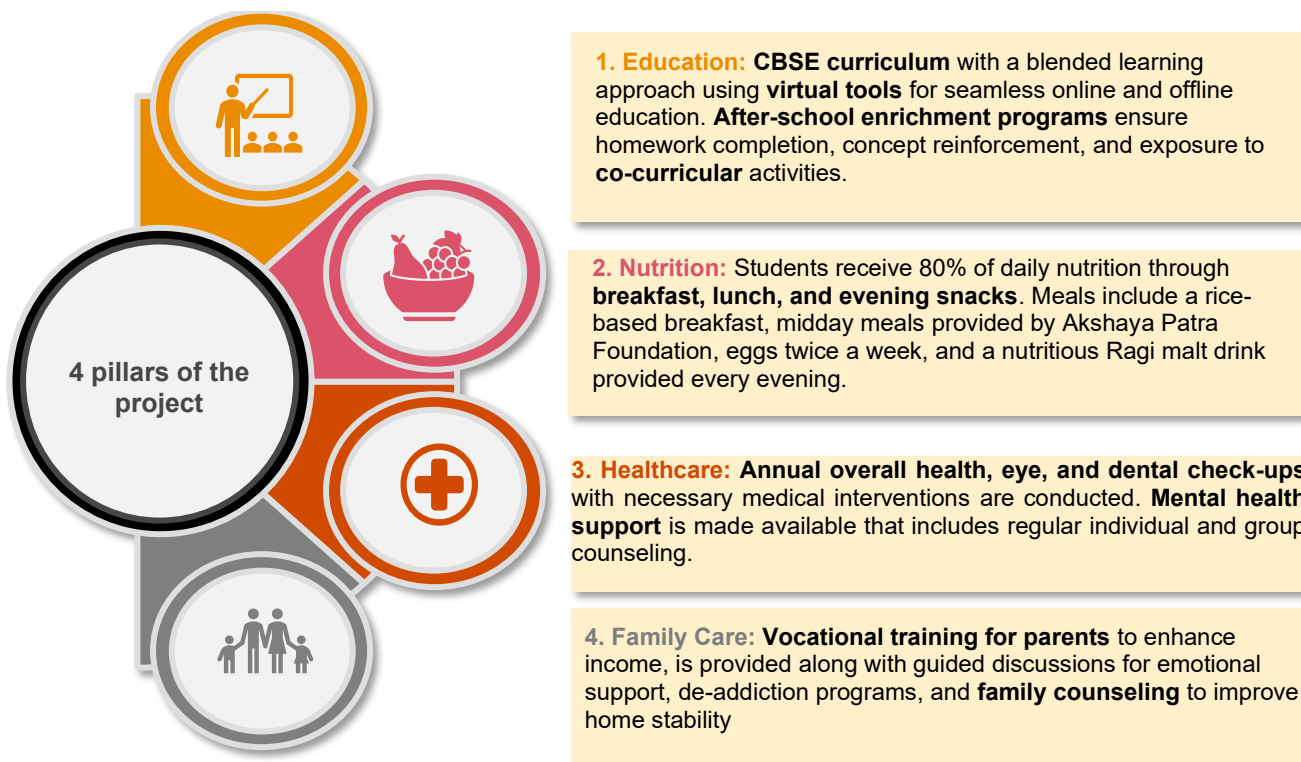 4 pillars of the
project
1. Education: CBSE curriculum with a blended learning
approach using virtual tools for seamless online and offline
education. After-school enrichment programs ensure
homework completion, concept reinforcement, and exposure to
co-curricular activities.
2. Nutrition: Students receive 80% of daily nutrition through
breakfast, lunch, and evening snacks. Meals include a rice-
based breakfast, midday meals provided by Akshaya Patra
Foundation, eggs twice a week, and a nutritious Ragi malt drink
provided every evening.
3. Healthcare: Annual overall health, eye, and dental check-ups
with necessary medical interventions are conducted. Mental health
support is made available that includes regular individual and group
counseling.
4. Family Care: Vocational training for parents to enhance
income, is provided along with guided discussions for emotional
support, de-addiction programs, and family counseling to improve
home stability